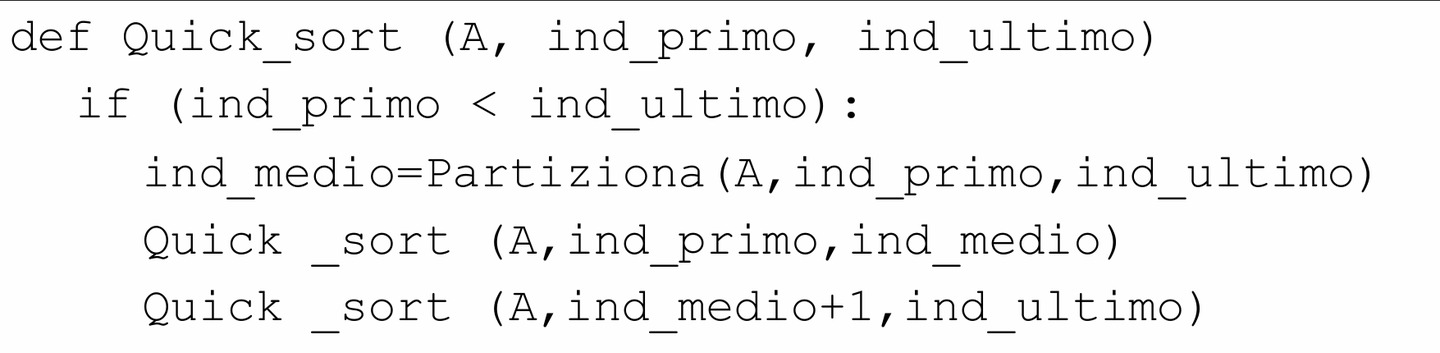 def Quick_sort (A, ind_primo, ind_ultimo)
if (ind_primo < ind_ultimo):
ind_medio=Partiziona(A,ind_primo,ind_ultimo)
Quick _sort (A,ind_primo,ind_medio)
Quick _sort (A,ind_medio+1,ind_ultimo)